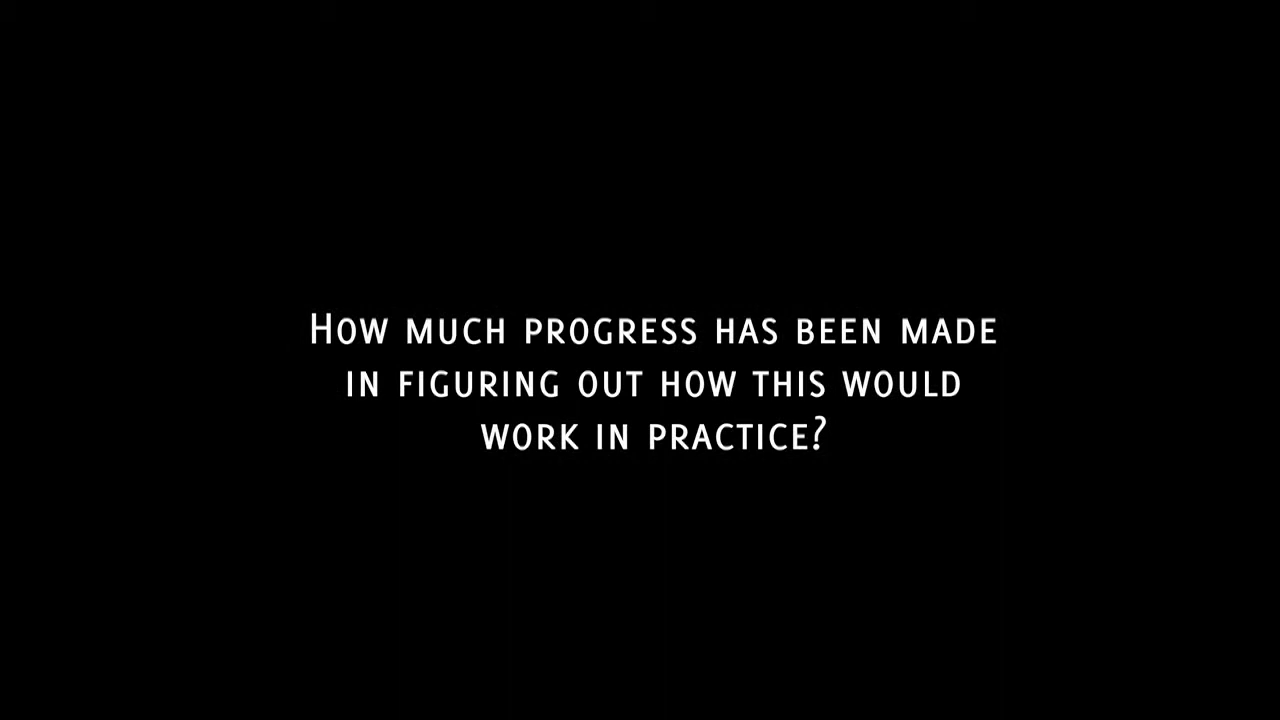 How much progress has been made
in figuring out how this would
work in practice?